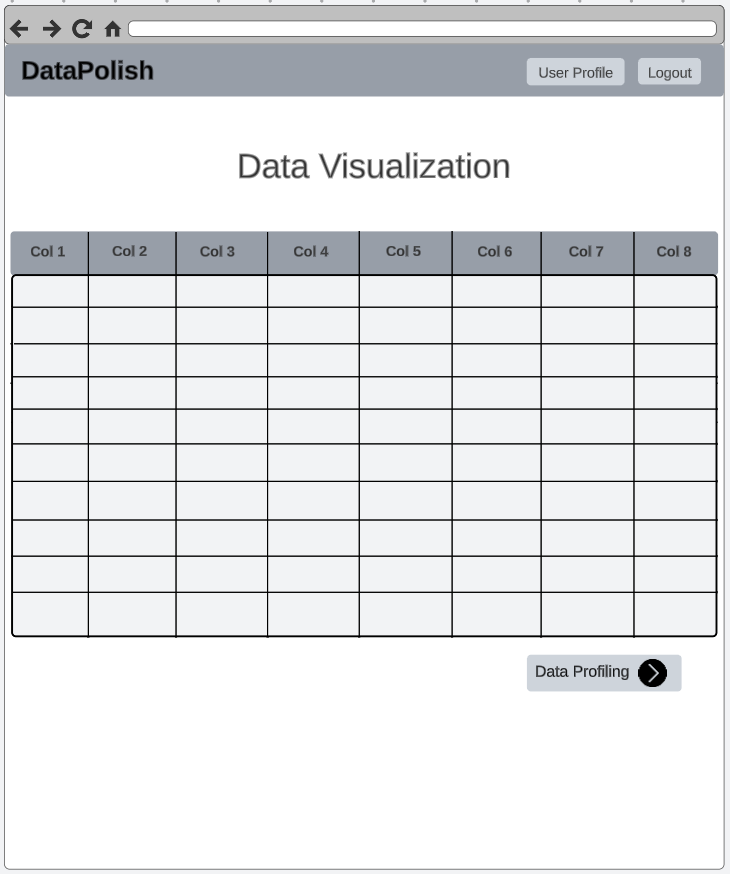 DataPolish
User Profile
Logout
Data Visualization
Col 1 Col 2 Col 3 Col 4 Col 5 Col 6 Col 7 Col 8
Data Profiling